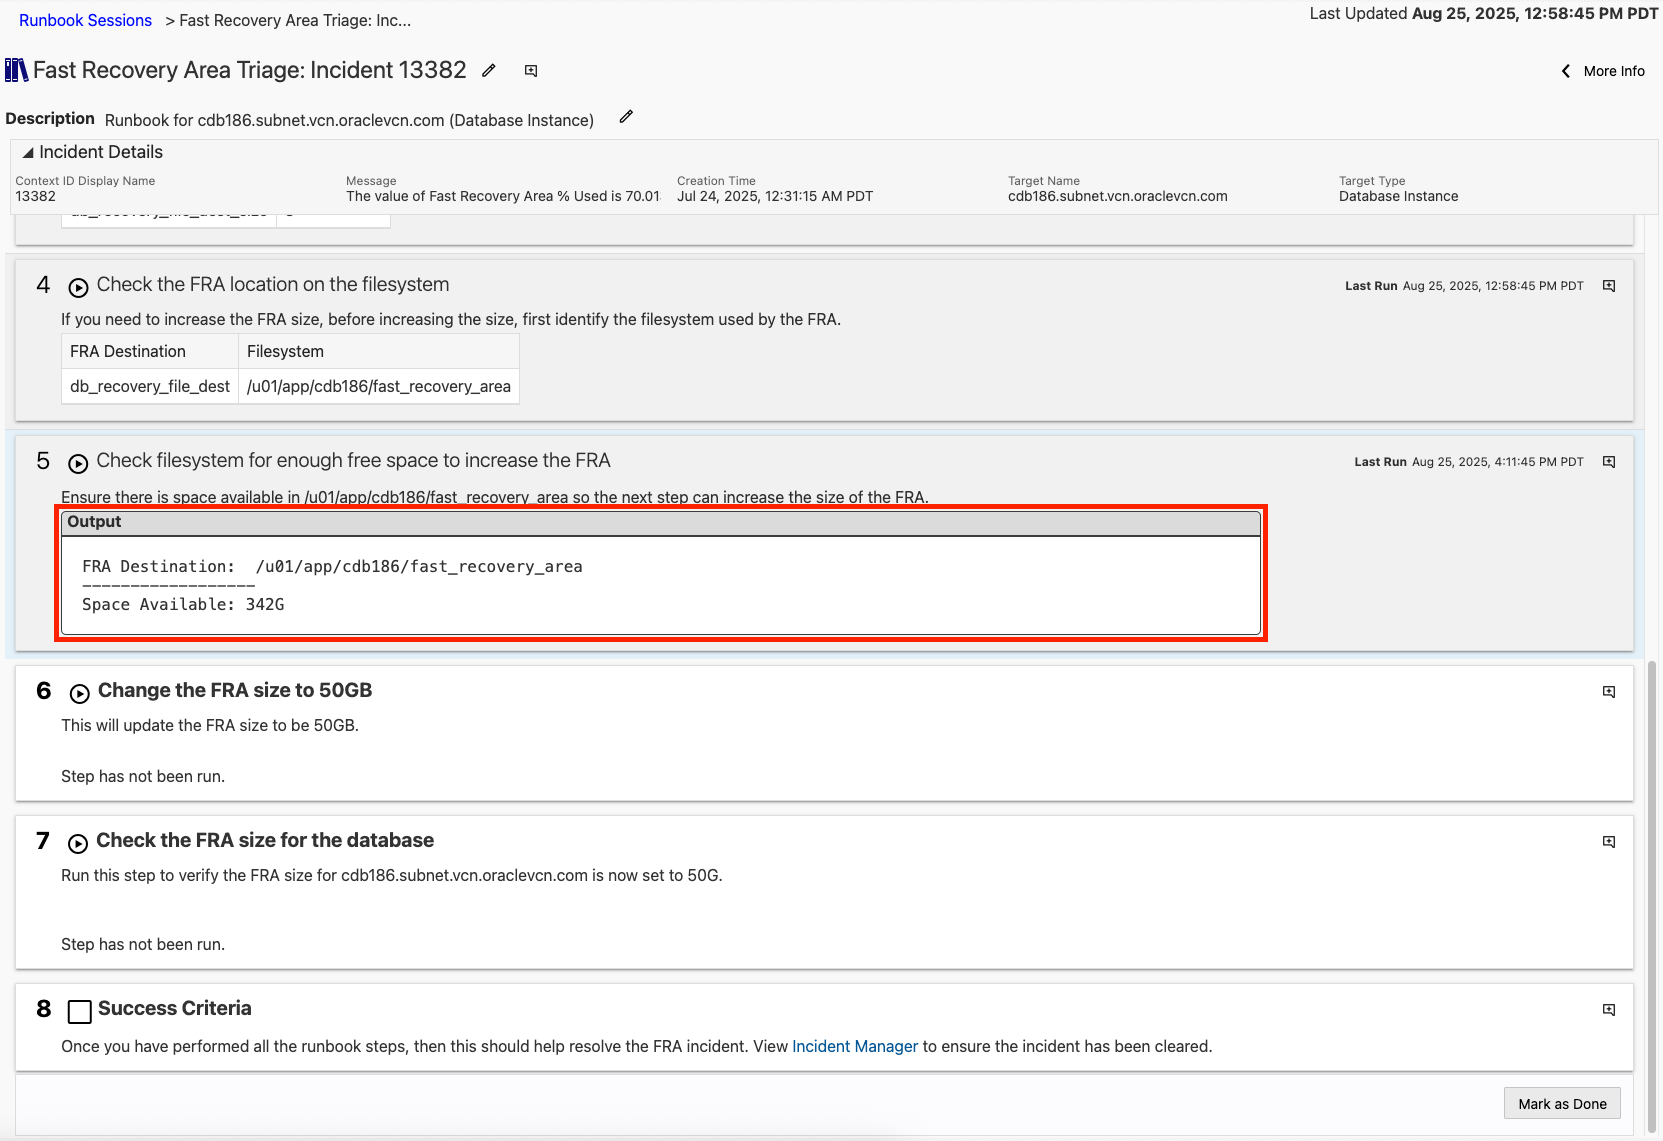 Runbook Sessions > Fast Recovery Area Triage: Inc...
Last Updated Aug 25, 2025, 12:58:45 PM PDT
Fast Recovery Area Triage: Incident 13382
More Info
Description Runbook for cdb186.subnet.vcn.oraclevcn.com (Database Instance)
Incident Details
Context ID Display Name
13382
Message
The value of Fast Recovery Area % Used is 70.01
Creation Time
Jul 24, 2025, 12:31:15 AM PDT
Target Name
cdb186.subnet.vcn.oraclevcn.com
Target Type
Database Instance
4 Check the FRA location on the filesystem
Last Run Aug 25, 2025, 12:58:45 PM PDT
If you need to increase the FRA size, before increasing the size, first identify the filesystem used by the FRA.
FRA Destination Filesystem
db_recovery_file_dest /u01/app/cdb186/fast_recovery_area
5 Check filesystem for enough free space to increase the FRA
Last Run Aug 25, 2025, 4:11:45 PM PDT
Ensure there is space available in /u01/app/cdb186/fast_recovery_area so the next step can increase the size of the FRA.
Output
FRA Destination: /u01/app/cdb186/fast_recovery_area
------------------
Space Available: 342G
6 Change the FRA size to 50GB
This will update the FRA size to be 50GB.
Step has not been run.
7 Check the FRA size for the database
Run this step to verify the FRA size for cdb186.subnet.vcn.oraclevcn.com is now set to 50G.
Step has not been run.
8 Success Criteria
Once you have performed all the runbook steps, then this should help resolve the FRA incident. View Incident Manager to ensure the incident has been cleared.
Mark as Done